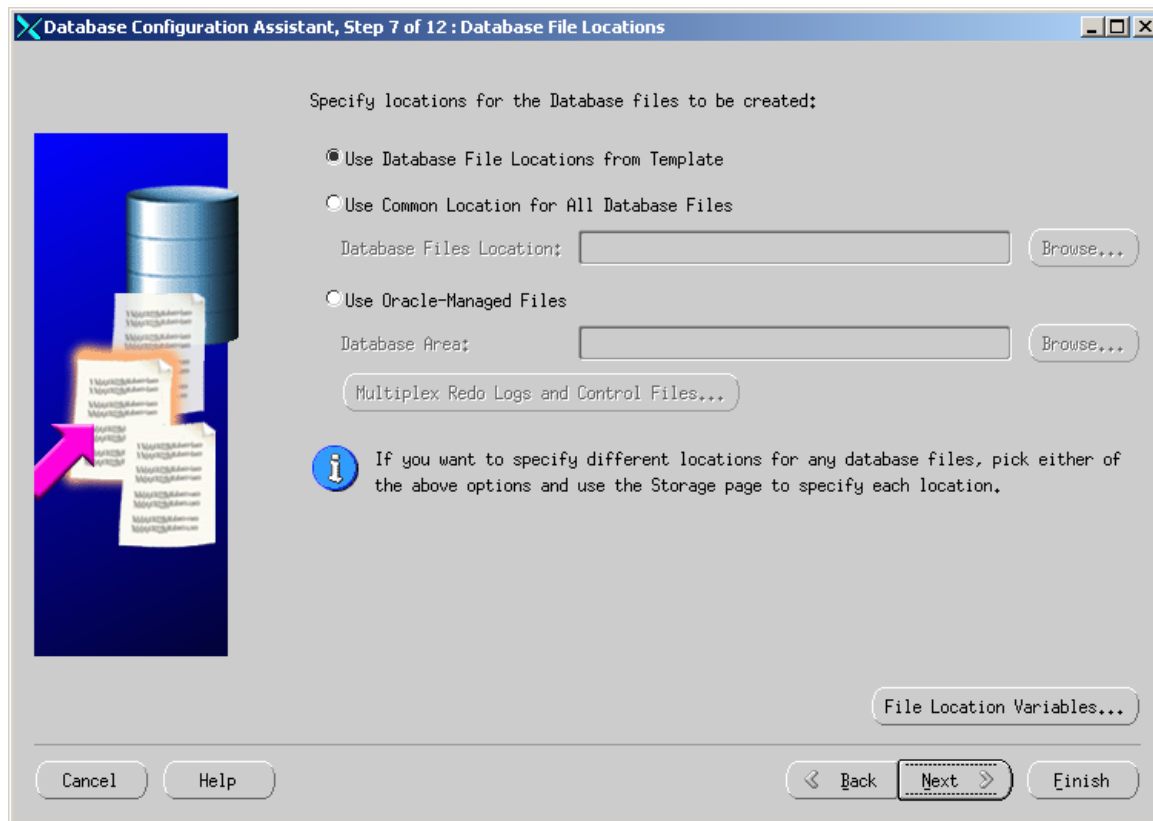 Database Configuration Assistant, Step 7 of 12 : Database File Locations
Specify locations for the Database files to be created:
Use Database File Locations from Template
Use Common Location for All Database Files
Database Files Location:
Browse...
Use Oracle-Managed Files
Database Area:
Browse...
Multiplex Redo Logs and Control Files...
If you want to specify different locations for any database files, pick either of
the above options and use the Storage page to specify each location.
File Location Variables...
Cancel
Help
Back
Next
Finish